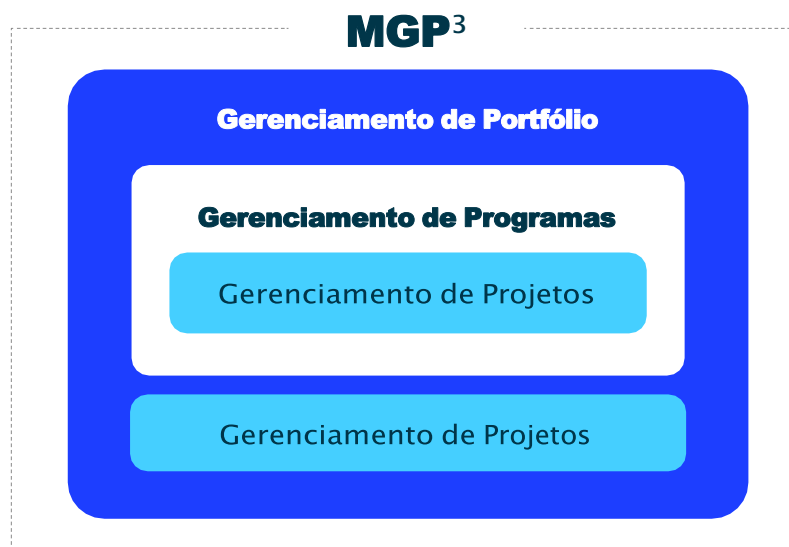 MGP³
Gerenciamento de Portfólio
Gerenciamento de Programas
Gerenciamento de Projetos
Gerenciamento de Projetos